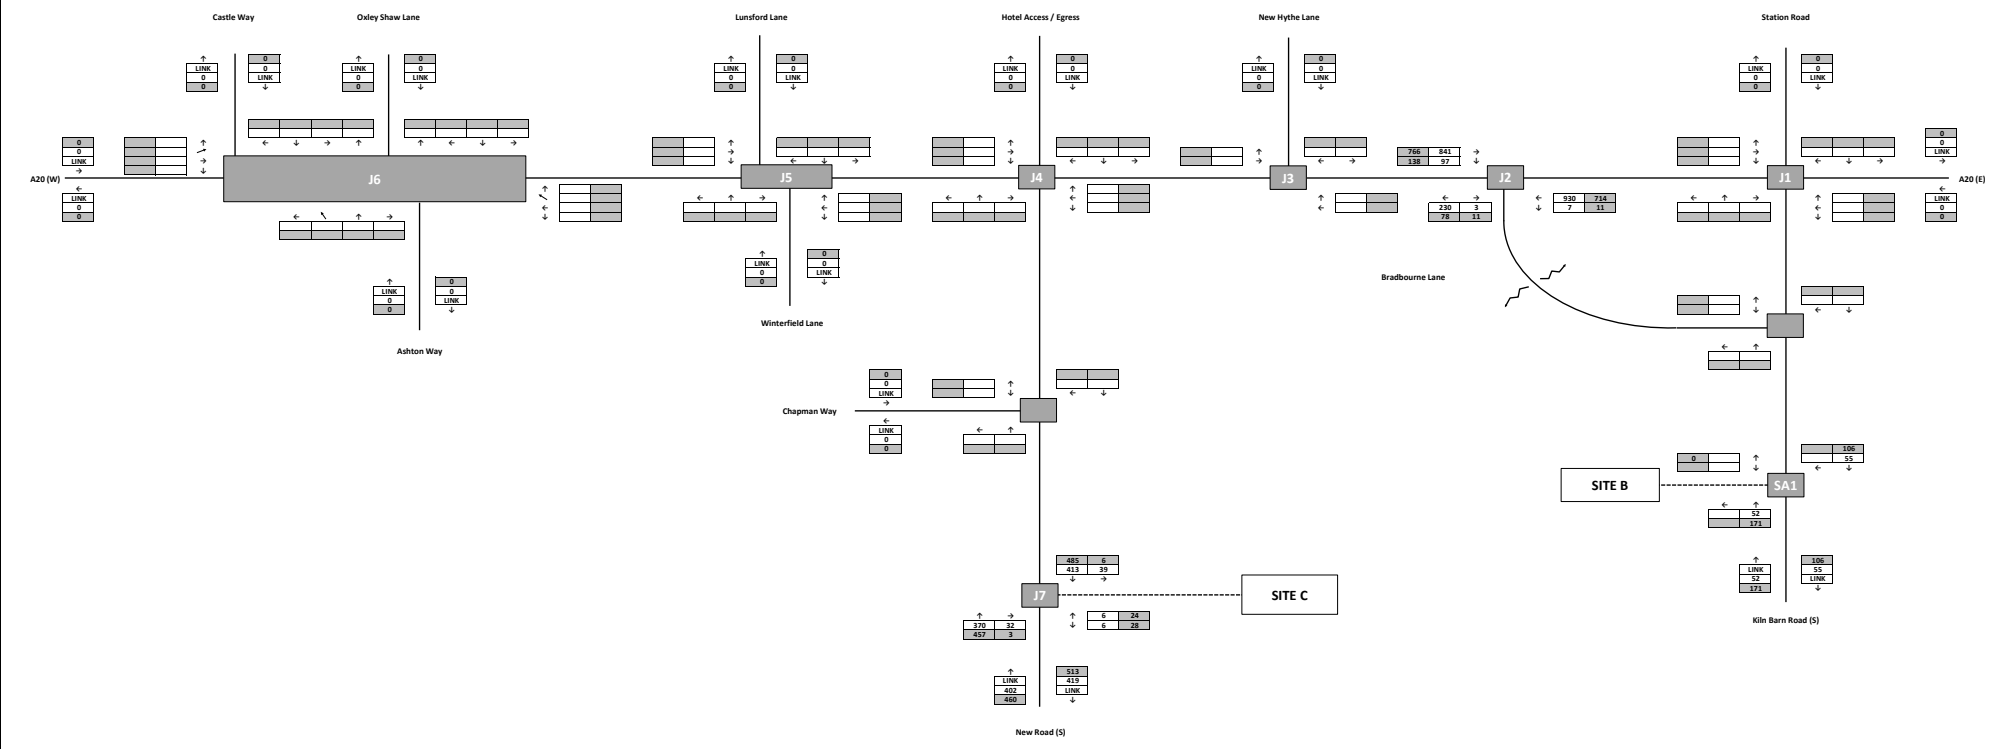 Castle Way Oxley Shaw Lane Lunsford Lane Hotel Access / Egress New Hythe Lane Station Road
↑ 0 ↑ 0 ↑ 0 ↑ 0 ↑ 0 ↑ 0
LINK 0 LINK 0 LINK 0 LINK 0 LINK 0 LINK 0
0 LINK 0 LINK 0 LINK 0 LINK 0 LINK 0 LINK
0 ↓ 0 ↓ 0 ↓ 0 ↓ 0 ↓ 0 ↓
0 ↑ ← ↓ → ↑ ↑ ← ↓ → ↑ ↑ ↑ 0
0 → → → 766 841 → → 0
LINK → ↓ ← ↓ → ↓ ← ↓ → → ← → 138 97 ↓ ↓ ← ↓ → LINK
→ ↓ →
A20 (W) J6 J5 J4 J3 J2 J1 A20 (E)
← ↑ ← ↑ → ↑ ← ↑ → ↑ ↑ ← → ← 930 714 ← ↑ → ↑ ←
LINK ← ← ← 230 3 ↓ 7 11 ← LINK
0 ← ↑ → ↓ ↓ ↓ ← 78 11 ↓ 0
0 0
↑ 0
LINK 0
0 LINK
0 ↓
Bradbourne Lane
↑ 0
LINK 0
0 LINK
0 ↓
↑
↓ ← ↓
Winterfield Lane
← ↑
Ashton Way
0
0 ↑
LINK ↓ ← ↓
→
Chapman Way
←
LINK ← ↑
0
0
106
0 ↑ 55
↓ ← ↓
SITE B SA1
← ↑
52
171
485 6
413 39
↓ →
↑ 106
LINK 55
52 LINK
171 ↓
J7 SITE C
↑ → ↑ 6 24
370 32 ↓ 6 28
457 3
Kiln Barn Road (S)
↑ 513
LINK 419
402 LINK
460 ↓
New Road (S)